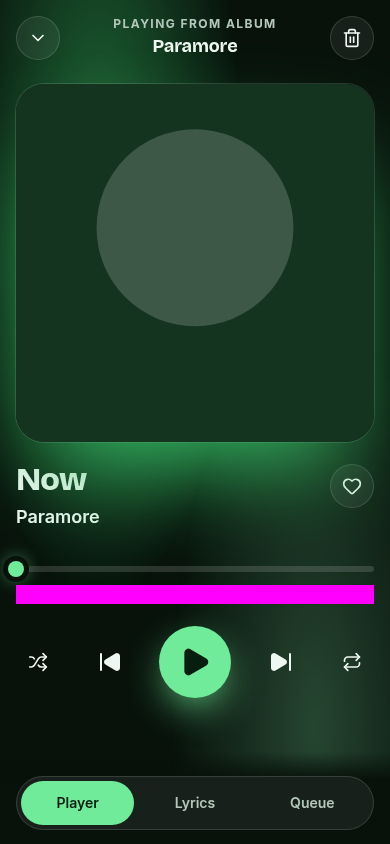 PLAYING FROM ALBUM
Paramore
Now
Paramore
Player
Lyrics
Queue